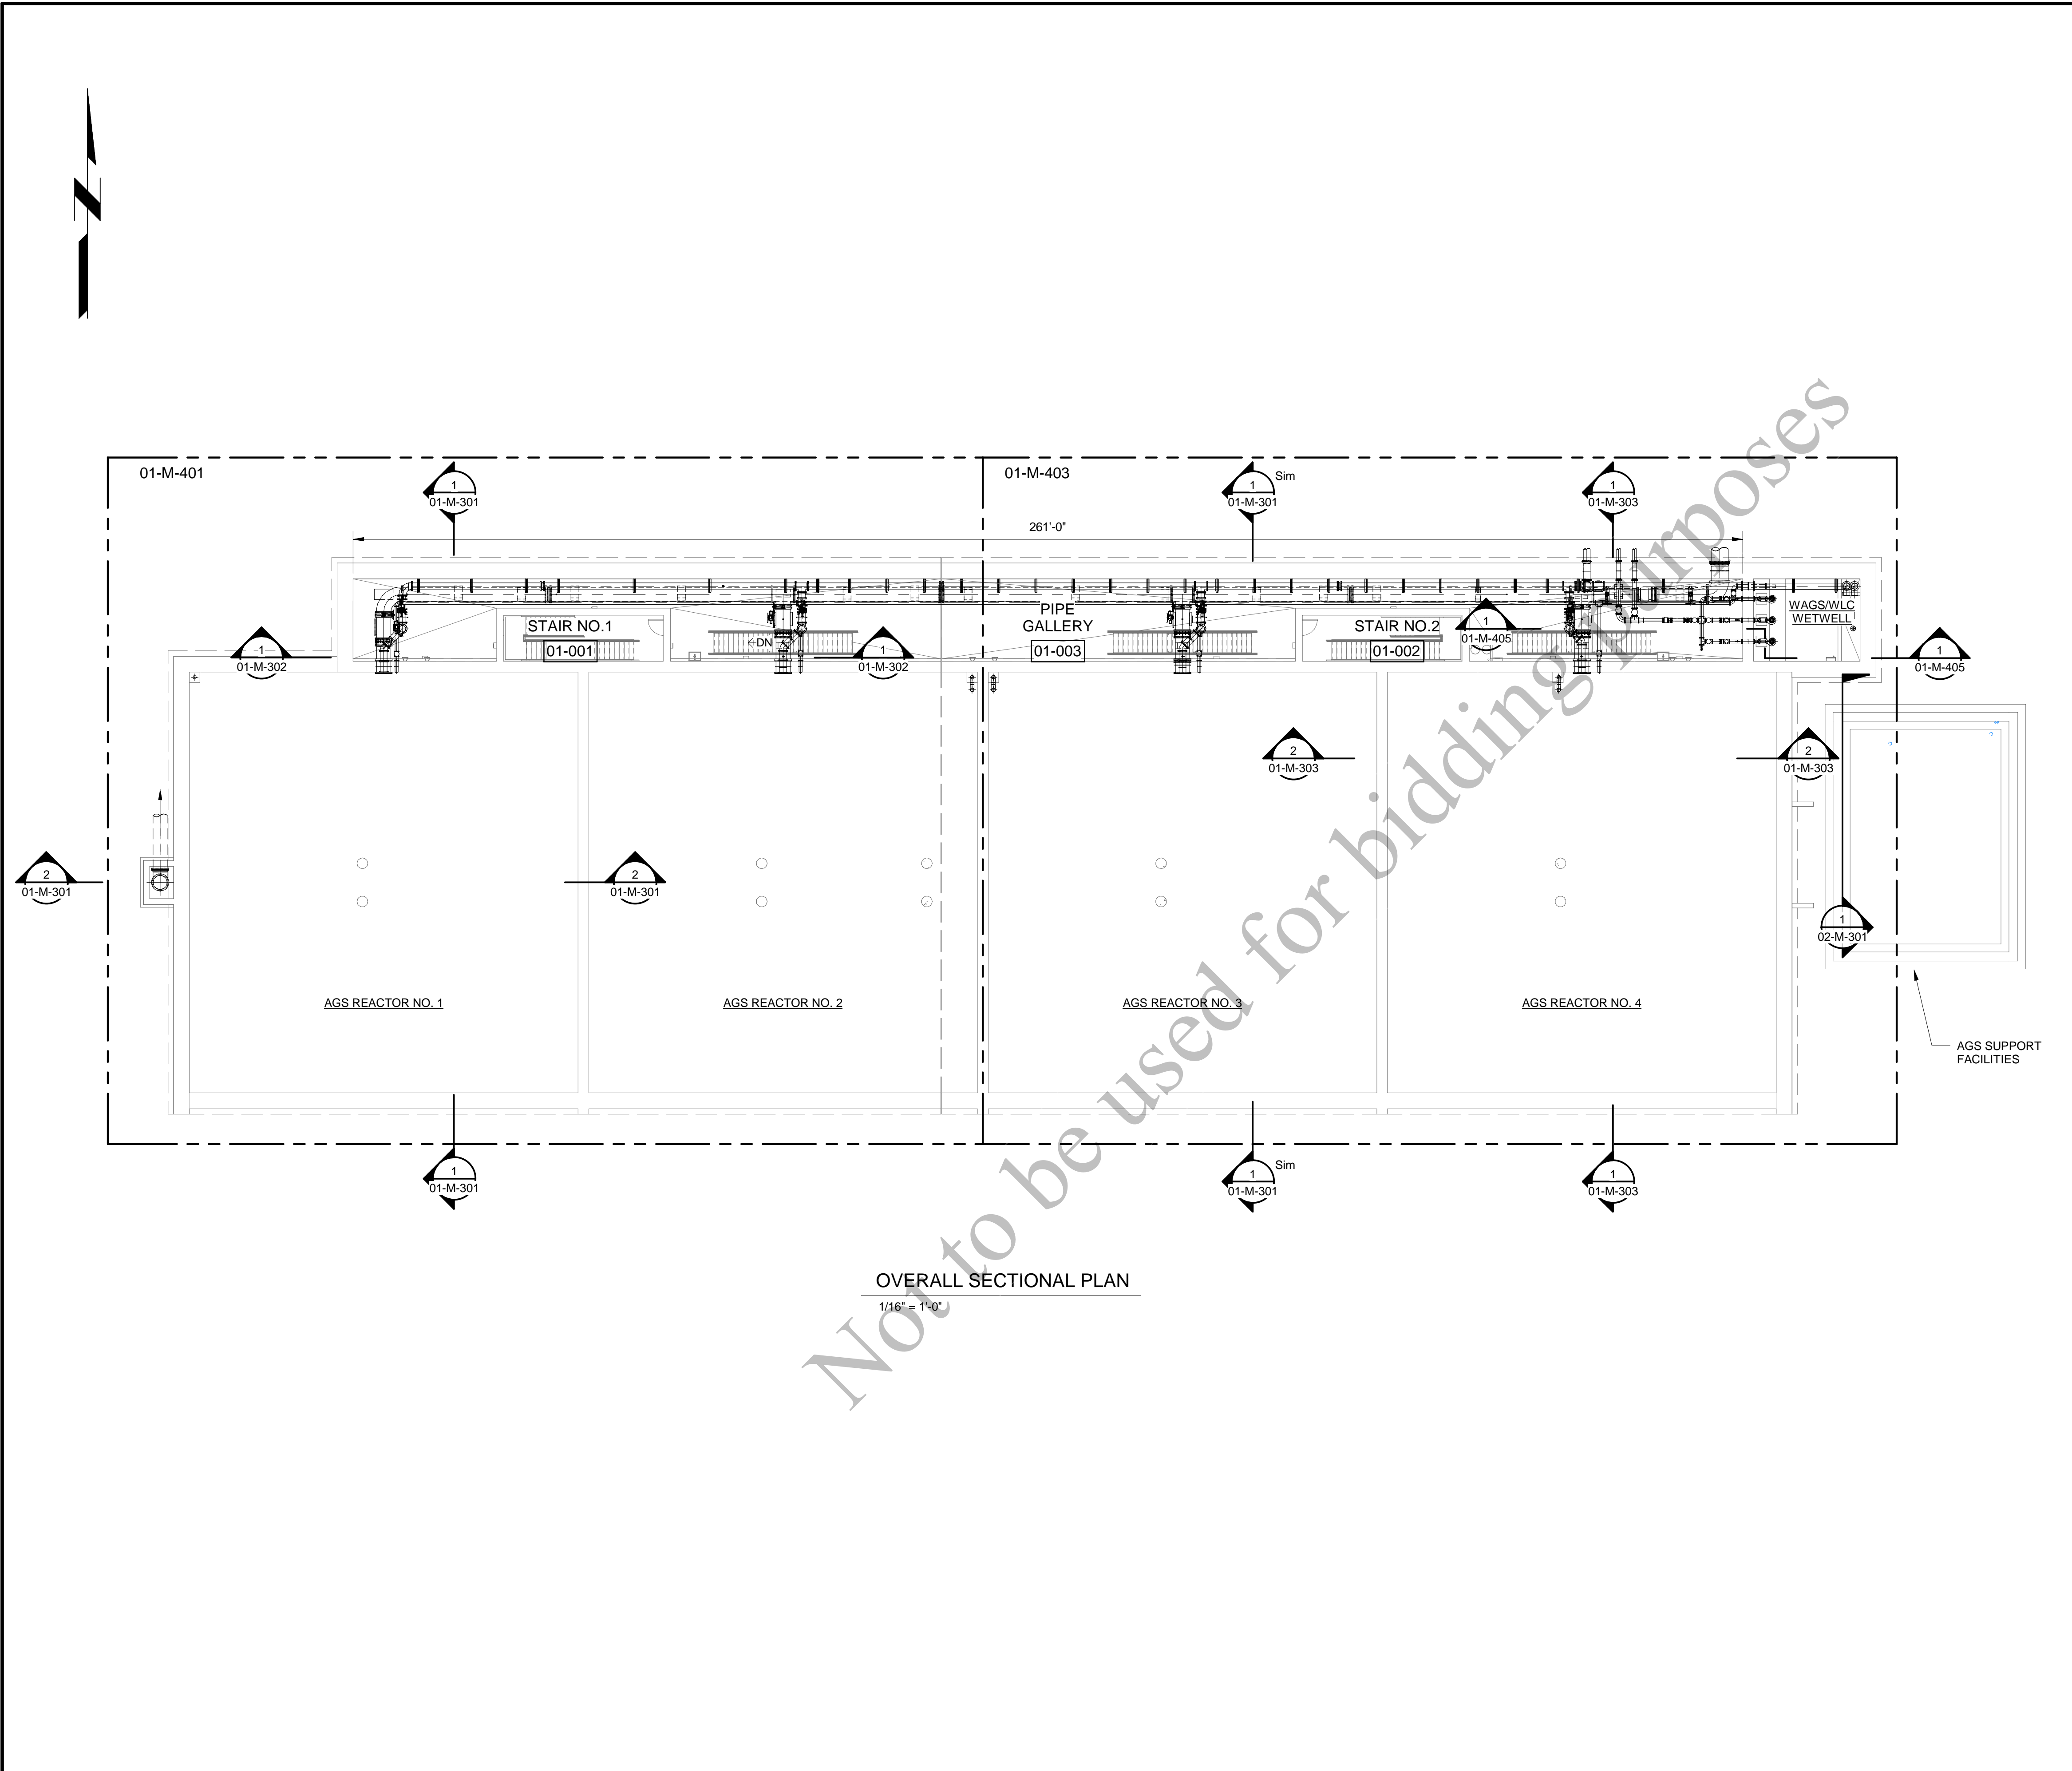 N
01-M-401
01-M-403
1
01-M-301
1
01-M-301
Sim
1
01-M-303
261'-0"
PIPE
GALLERY
01-003
STAIR NO.1
01-001
STAIR NO.2
01-002
WAGS/WLC
WETWELL
DN
1
01-M-302
1
01-M-302
1
01-M-405
1
01-M-405
2
01-M-303
2
01-M-303
2
01-M-301
2
01-M-301
1
02-M-301
AGS REACTOR NO. 1
AGS REACTOR NO. 2
AGS REACTOR NO. 3
AGS REACTOR NO. 4
AGS SUPPORT
FACILITIES
1
01-M-301
1
01-M-301
Sim
1
01-M-303
OVERALL SECTIONAL PLAN
1/16" = 1'-0"
Not to be used for bidding purposes